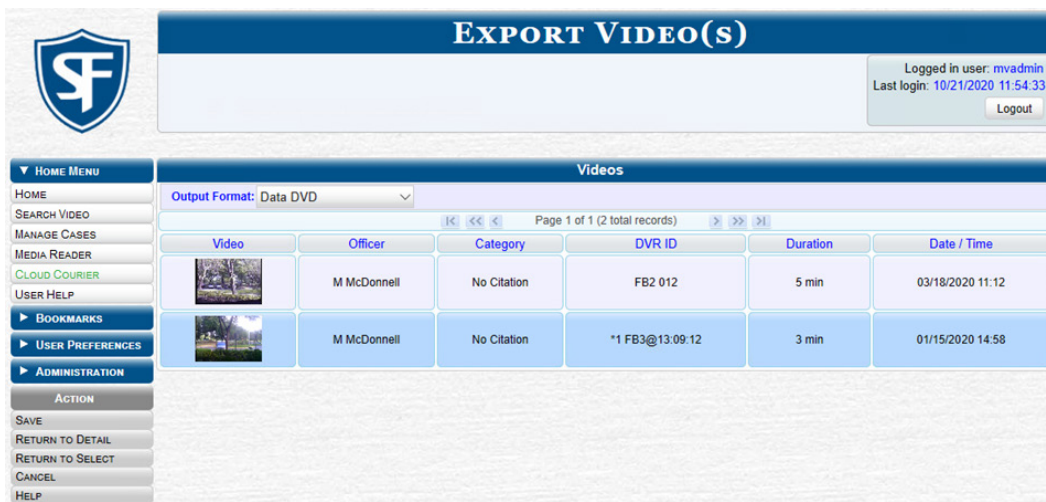 EXPORT VIDEO(S)
SF
Logged in user: mvadmin
Last login: 10/21/2020 11:54:33
Logout
▼ HOME MENU
HOME
SEARCH VIDEO
MANAGE CASES
MEDIA READER
CLOUD COURIER
USER HELP
► BOOKMARKS
► USER PREFERENCES
► ADMINISTRATION
ACTION
SAVE
RETURN TO DETAIL
RETURN TO SELECT
CANCEL
HELP
Videos
Output Format: Data DVD
|< << < Page 1 of 1 (2 total records) > >> >|
Video Officer Category DVR ID Duration Date / Time
M McDonnell No Citation FB2 012 5 min 03/18/2020 11:12
M McDonnell No Citation *1 FB3@13:09:12 3 min 01/15/2020 14:58